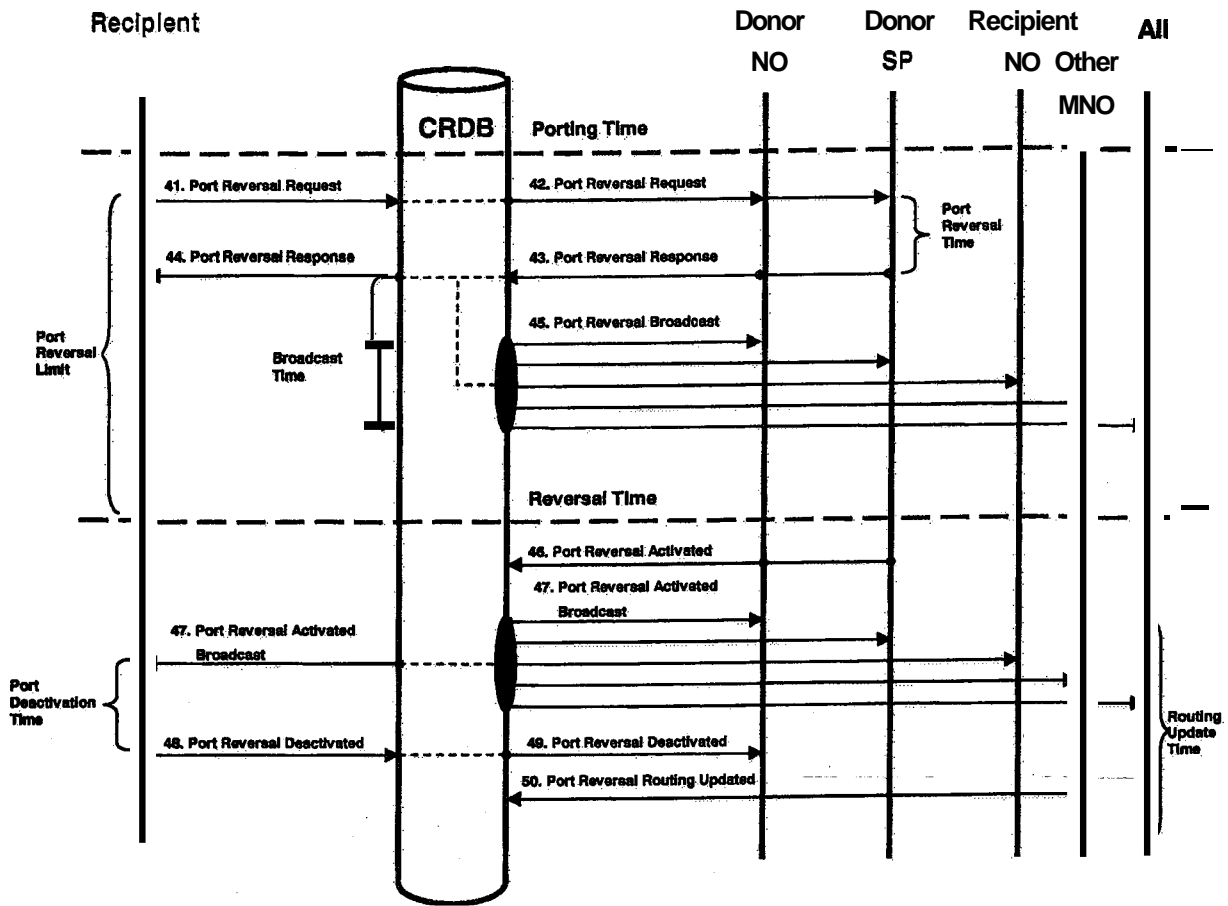 Recipient
Donor
NO
Donor
SP
Recipient
NO
Other
MNO
All
CRDB
Porting Time
41. Port Reversal Request
42. Port Reversal Request
Port
Reversal
Time
44. Port Reversal Response
43. Port Reversal Response
Port
Reversal
Limit
45. Port Reversal Broadcast
Broadcast
Time
Reversal Time
46. Port Reversal Activated
47. Port Reversal Activated
Broadcast
47. Port Reversal Activated
Broadcast
Port
Deactivation
Time
48. Port Reversal Deactivated
49. Port Reversal Deactivated
50. Port Reversal Routing Updated
Routing
Update
Time